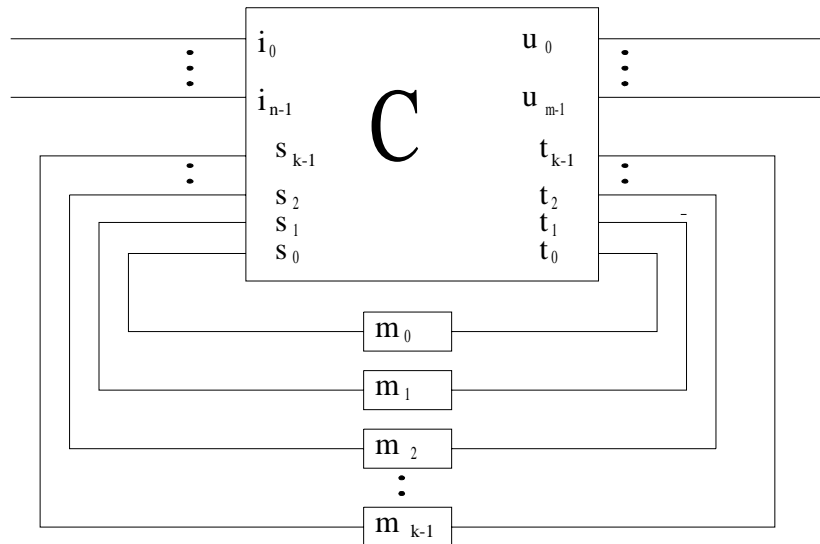 i₀ u₀
C
iₙ₋₁ uₘ₋₁
sₖ₋₁ tₖ₋₁
s₂ t₂
s₁ t₁
s₀ t₀
m₀
m₁
m₂
mₖ₋₁